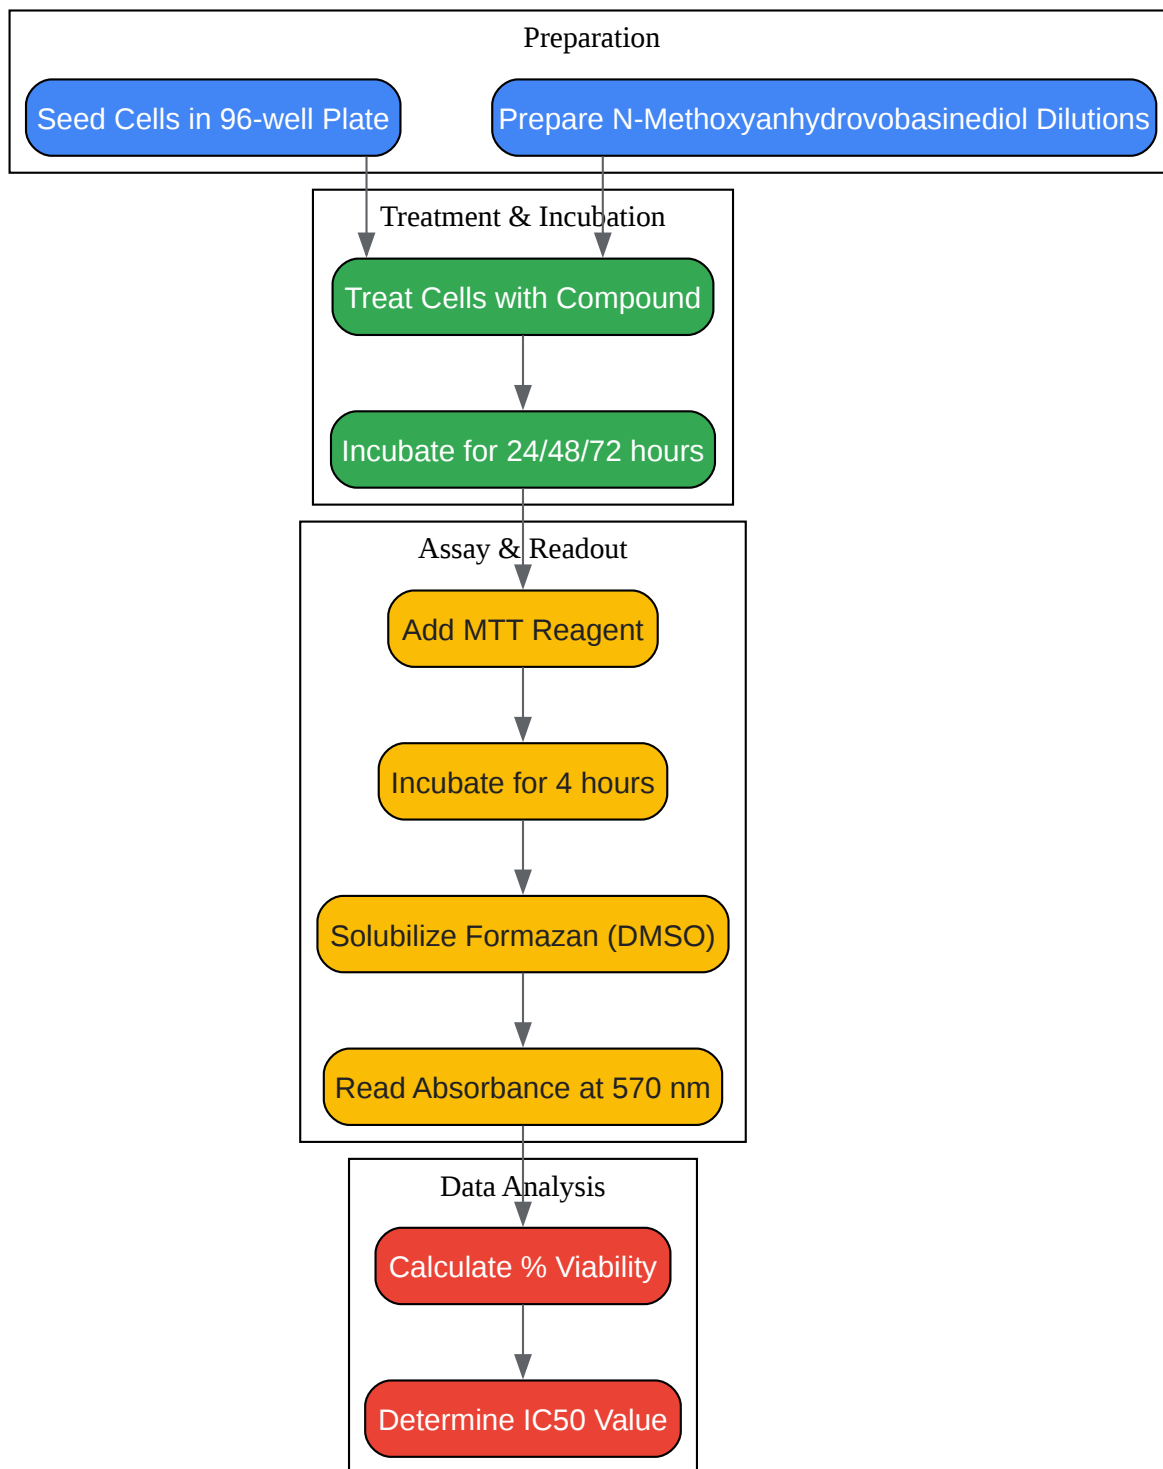 Preparation
Seed Cells in 96-well Plate
Prepare N-Methoxyanhydrovobasinediol Dilutions
Treatment & Incubation
Treat Cells with Compound
Incubate for 24/48/72 hours
Assay & Readout
Add MTT Reagent
Incubate for 4 hours
Solubilize Formazan (DMSO)
Read Absorbance at 570 nm
Data Analysis
Calculate % Viability
Determine IC50 Value